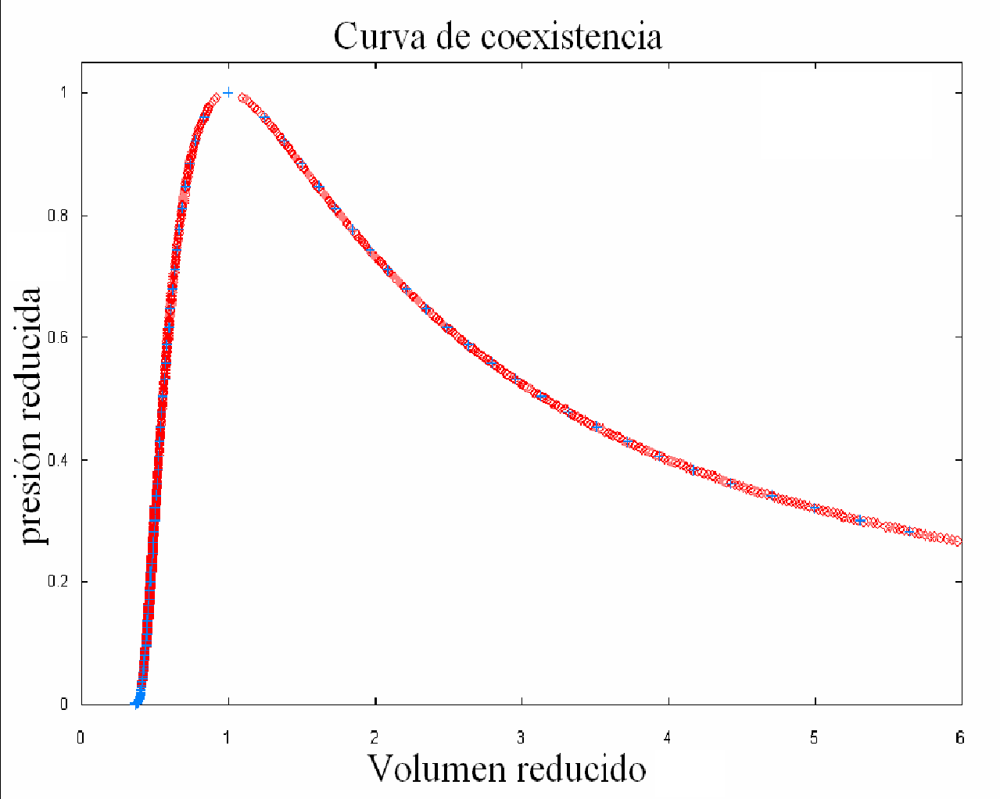 Curva de coexistencia
1
0.8
0.6
0.4
0.2
0
presión reducida
0 1 2 3 4 5 6
Volumen reducido